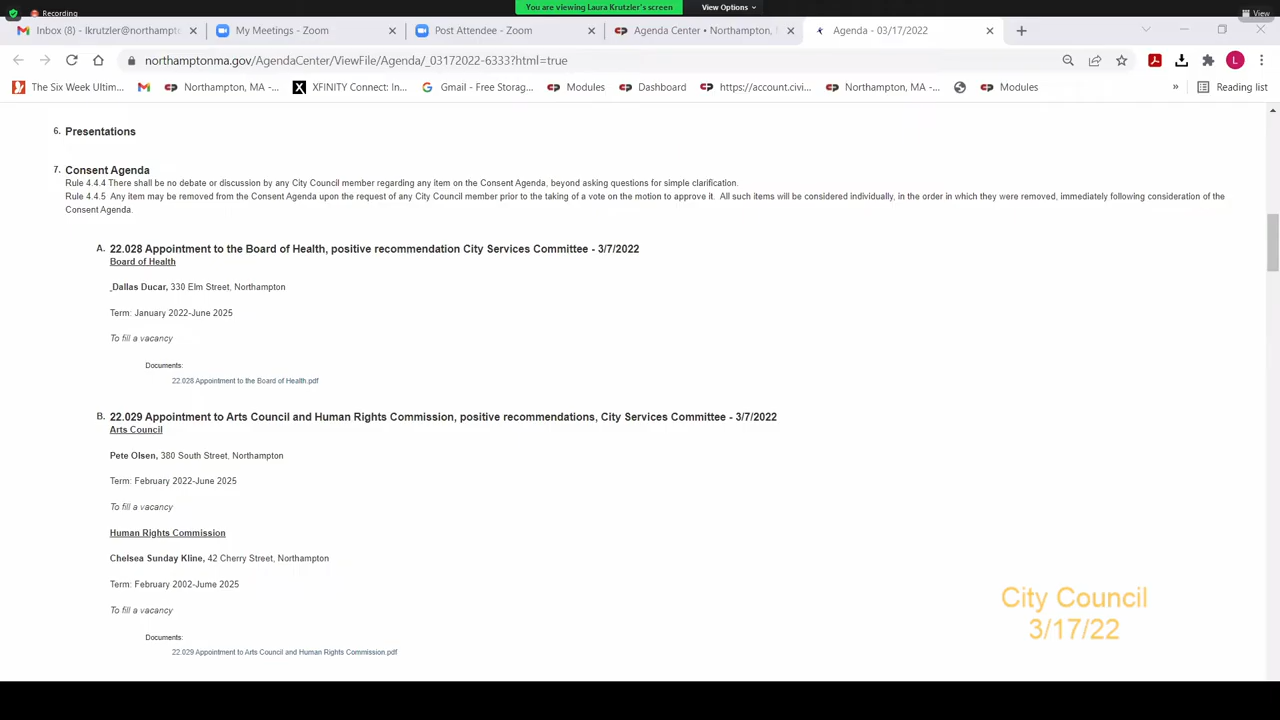 You are viewing Laura Krutzler's screen
View Options
Recording
View
Inbox (8) - lkrutzler@northampto
My Meetings - Zoom
Post Attendee - Zoom
Agenda Center • Northampton,
Agenda - 03/17/2022
northamptonma.gov/AgendaCenter/ViewFile/Agenda/_03172022-6333?html=true
L
The Six Week Ultim...
Northampton, MA -...
XFINITY Connect: In...
Gmail - Free Storag...
Modules
Dashboard
https://account.civi...
Northampton, MA -...
Modules
»
Reading list
6. Presentations
7. Consent Agenda
Rule 4.4.4 There shall be no debate or discussion by any City Council member regarding any item on the Consent Agenda, beyond asking questions for simple clarification.
Rule 4.4.5 Any item may be removed from the Consent Agenda upon the request of any City Council member prior to the taking of a vote on the motion to approve it. All such items will be considered individually, in the order in which they were removed, immediately following consideration of the
Consent Agenda.
A. 22.028 Appointment to the Board of Health, positive recommendation City Services Committee - 3/7/2022
Board of Health
Dallas Ducar, 330 Elm Street, Northampton
Term: January 2022-June 2025
To fill a vacancy
Documents:
22.028 Appointment to the Board of Health.pdf
B. 22.029 Appointment to Arts Council and Human Rights Commission, positive recommendations, City Services Committee - 3/7/2022
Arts Council
Pete Olsen, 380 South Street, Northampton
Term: February 2022-June 2025
To fill a vacancy
Human Rights Commission
Chelsea Sunday Kline, 42 Cherry Street, Northampton
Term: February 2002-Jume 2025
To fill a vacancy
Documents:
22.029 Appointment to Arts Council and Human Rights Commission.pdf
City Council
3/17/22